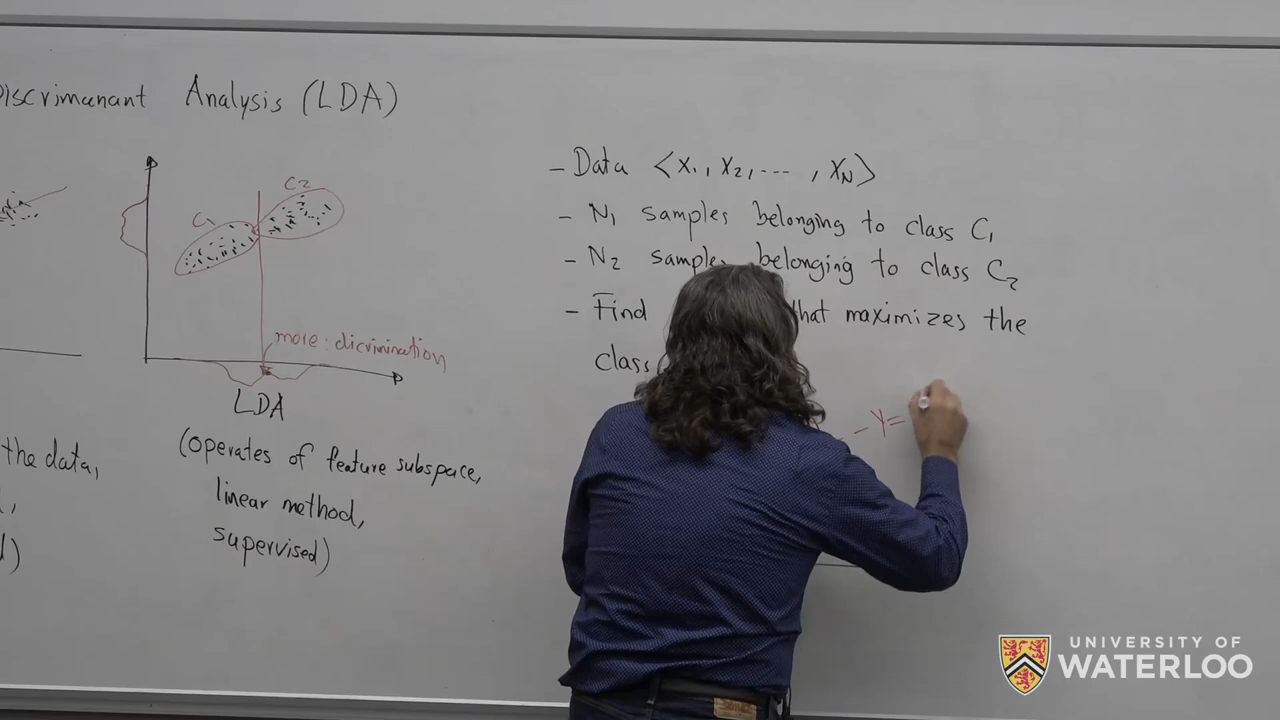 Discrimanant Analysis (LDA)
C1
C2
more: dicrimination
LDA
(operates of feature subspace,
linear method,
supervised)
the data,
- Data <X1, X2, ---, XN>
- N1 samples belonging to class C1
- N2 samples belonging to class C2
- Find that maximizes the
class
- Y=
UNIVERSITY OF
WATERLOO